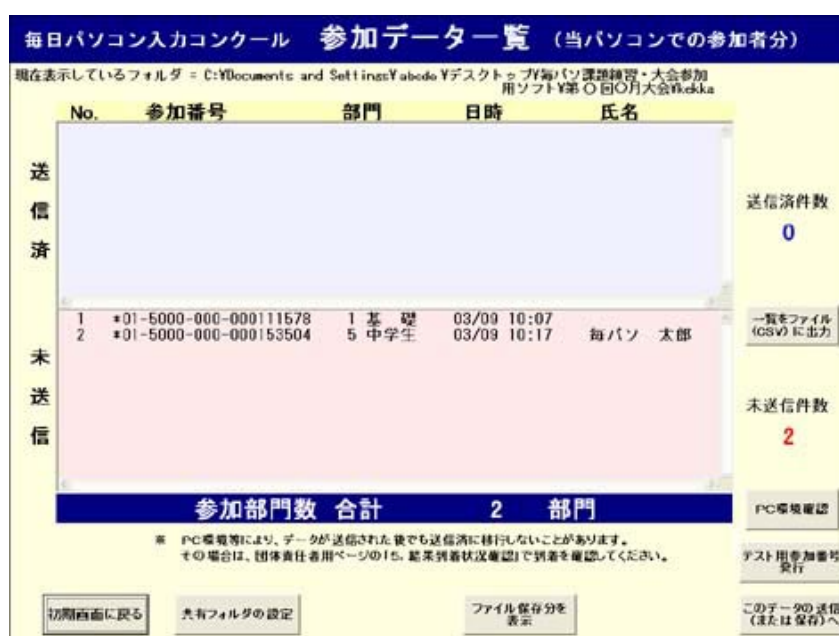 毎日パソコン入力コンクール 参加データ一覧 (当パソコンでの参加者分)
現在表示しているフォルダ = C:¥Documents and Settings¥abcde¥デスクトップ¥毎パソ課題練習・大会参加
用ソフト¥第〇回〇月大会¥kekka
No. 参加番号 部門 日時 氏名
送信済
送信済件数
0
1 *01-5000-000-000111578 1 基 礎 03/09 10:07
2 *01-5000-000-000153504 5 中学生 03/09 10:17 毎パソ 太郎
一覧をファイル
(CSV)に出力
未送信
未送信件数
2
参加部門数 合計 2 部門
PC環境確認
※ PC環境等により、データが送信された後でも送信済に移行しないことがあります。
その場合は、団体責任者用ページの「5. 結果到着状況確認」で到着を確認してください。
テスト用参加番号
発行
初期画面に戻る
共有フォルダの設定
ファイル保存分を
表示
このデータの送信
(または保存)へ